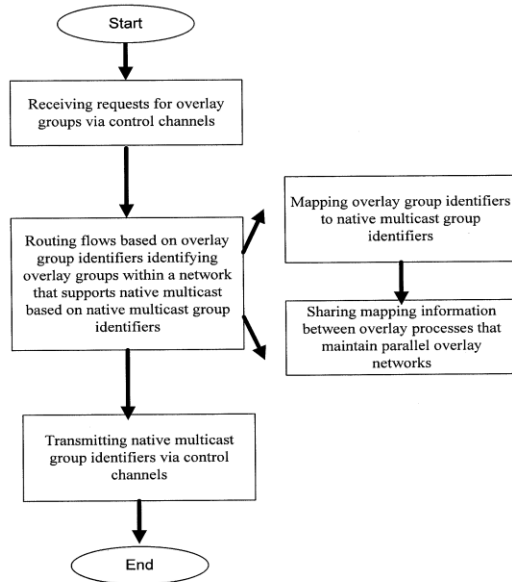 Start
Receiving requests for overlay
groups via control channels
Routing flows based on overlay
group identifiers identifying
overlay groups within a network
that supports native multicast
based on native multicast group
identifiers
Mapping overlay group identifiers
to native multicast group
identifiers
Sharing mapping information
between overlay processes that
maintain parallel overlay
networks
Transmitting native multicast
group identifiers via control
channels
End